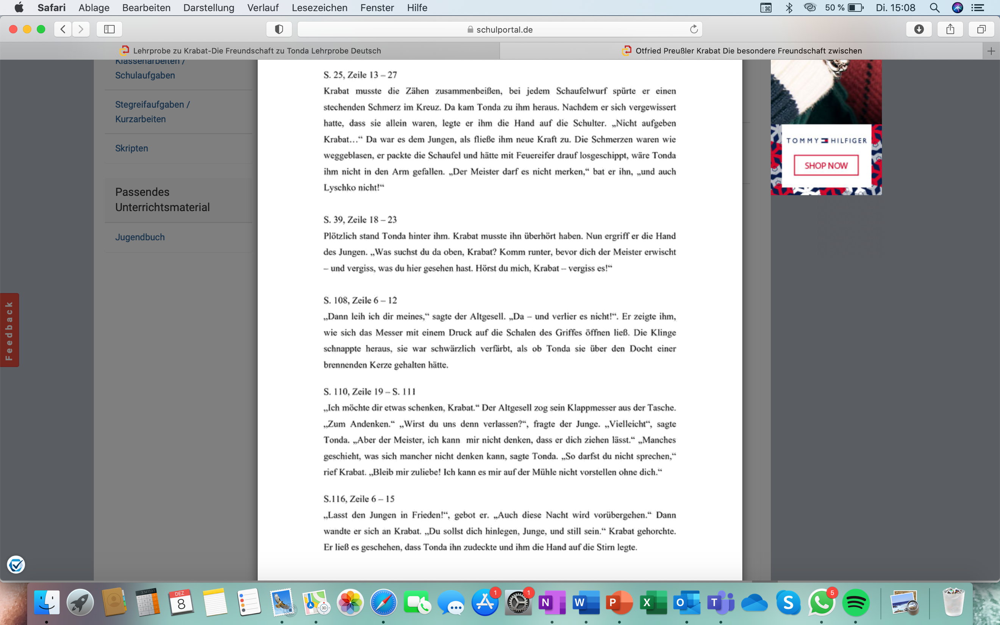 Safari Ablage Bearbeiten Darstellung Verlauf Lesezeichen Fenster Hilfe 50 % Di. 15:08
schulportal.de
Lehrprobe zu Krabat-Die Freundschaft zu Tonda Lehrprobe Deutsch
Otfried Preußler Krabat Die besondere Freundschaft zwischen
Klassenarbeiten /
Schulaufgaben
Stegreifaufgaben /
Kurzarbeiten
Skripten
Passendes
Unterrichtsmaterial
Jugendbuch
Feedback
S. 25, Zeile 13 – 27
Krabat musste die Zähen zusammenbeißen, bei jedem Schaufelwurf spürte er einen
stechenden Schmerz im Kreuz. Da kam Tonda zu ihm heraus. Nachdem er sich vergewissert
hatte, dass sie allein waren, legte er ihm die Hand auf die Schulter. „Nicht aufgeben
Krabat…“ Da war es dem Jungen, als fließe ihm neue Kraft zu. Die Schmerzen waren wie
weggeblasen, er packte die Schaufel und hätte mit Feuereifer drauf losgeschippt, wäre Tonda
ihm nicht in den Arm gefallen. „Der Meister darf es nicht merken,“ bat er ihn, „und auch
Lyschko nicht!“
S. 39, Zeile 18 – 23
Plötzlich stand Tonda hinter ihm. Krabat musste ihn überhört haben. Nun ergriff er die Hand
des Jungen. „Was suchst du da oben, Krabat? Komm runter, bevor dich der Meister erwischt
– und vergiss, was du hier gesehen hast. Hörst du mich, Krabat – vergiss es!“
S. 108, Zeile 6 – 12
„Dann leih ich dir meines,“ sagte der Altgesell. „Da – und verlier es nicht!“. Er zeigte ihm,
wie sich das Messer mit einem Druck auf die Schalen des Griffes öffnen ließ. Die Klinge
schnappte heraus, sie war schwärzlich verfärbt, als ob Tonda sie über den Docht einer
brennenden Kerze gehalten hätte.
S. 110, Zeile 19 – S. 111
„Ich möchte dir etwas schenken, Krabat.“ Der Altgesell zog sein Klappmesser aus der Tasche.
„Zum Andenken.“ „Wirst du uns denn verlassen?“, fragte der Junge. „Vielleicht“, sagte
Tonda. „Aber der Meister, ich kann mir nicht denken, dass er dich ziehen lässt.“ „Manches
geschieht, was sich mancher nicht denken kann, sagte Tonda. „So darfst du nicht sprechen,“
rief Krabat. „Bleib mir zuliebe! Ich kann es mir auf der Mühle nicht vorstellen ohne dich.“
S.116, Zeile 6 – 15
„Lasst den Jungen in Frieden!“, gebot er. „Auch diese Nacht wird vorübergehen.“ Dann
wandte er sich an Krabat. „Du sollst dich hinlegen, Junge, und still sein.“ Krabat gehorchte.
Er ließ es geschehen, dass Tonda ihn zudeckte und ihm die Hand auf die Stirn legte.
TOMMY HILFIGER
SHOP NOW
3.141593
DEZ
8
3D
1
1
N
W
P
X
O
T
S
5